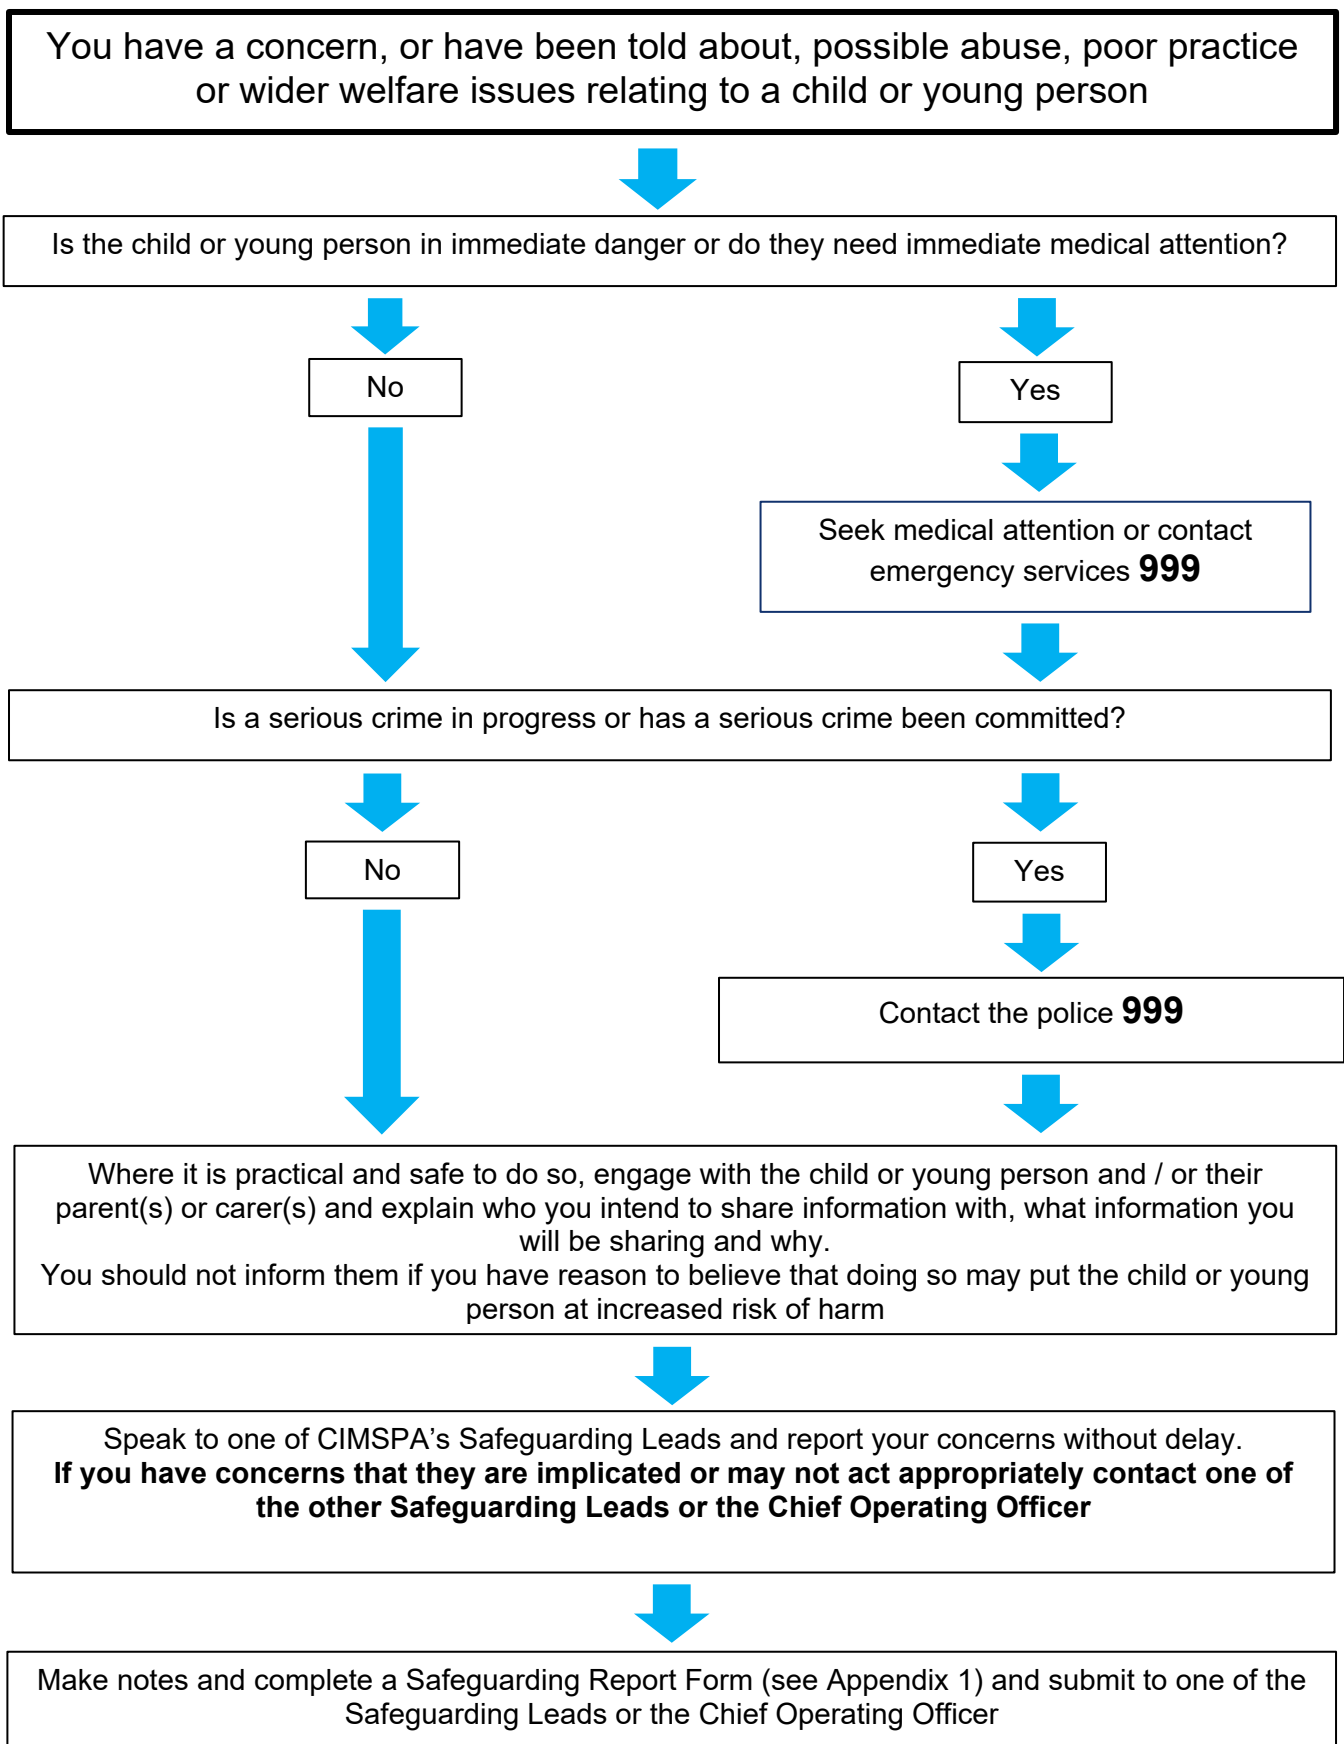 You have a concern, or have been told about, possible abuse, poor practice
or wider welfare issues relating to a child or young person
Is the child or young person in immediate danger or do they need immediate medical attention?
No
Yes
Seek medical attention or contact
emergency services 999
Is a serious crime in progress or has a serious crime been committed?
No
Yes
Contact the police 999
Where it is practical and safe to do so, engage with the child or young person and / or their
parent(s) or carer(s) and explain who you intend to share information with, what information you
will be sharing and why.
You should not inform them if you have reason to believe that doing so may put the child or young
person at increased risk of harm
Speak to one of CIMSPA’s Safeguarding Leads and report your concerns without delay.
If you have concerns that they are implicated or may not act appropriately contact one of
the other Safeguarding Leads or the Chief Operating Officer
Make notes and complete a Safeguarding Report Form (see Appendix 1) and submit to one of the
Safeguarding Leads or the Chief Operating Officer